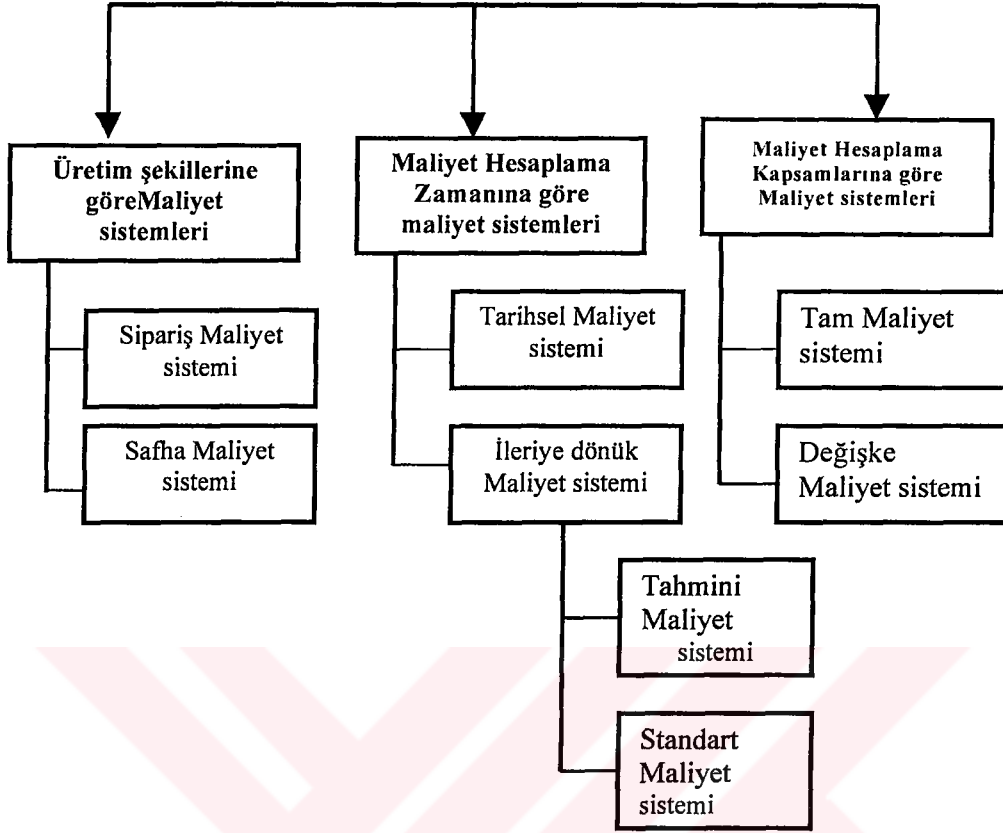 Üretim şekillerine
göreMaliyet
sistemleri
Sipariş Maliyet
sistemi
Safha Maliyet
sistemi
Maliyet Hesaplama
Zamanına göre
maliyet sistemleri
Tarihsel Maliyet
sistemi
İleriye dönük
Maliyet sistemi
Tahmini
Maliyet
sistemi
Standart
Maliyet
sistemi
Maliyet Hesaplama
Kapsamlarına göre
Maliyet sistemleri
Tam Maliyet
sistemi
Değişke
Maliyet sistemi